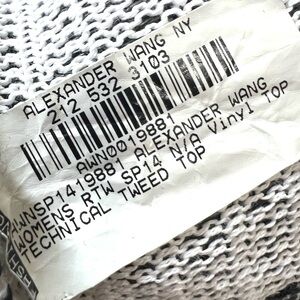 ALEXANDER WANG NY
212 532 3103
AWN0019881
AWNSP1419881 ALEXANDER WANG
WOMENS RTW SP14 N/A Vinyl TOP
TECHNICAL TWEED TOP